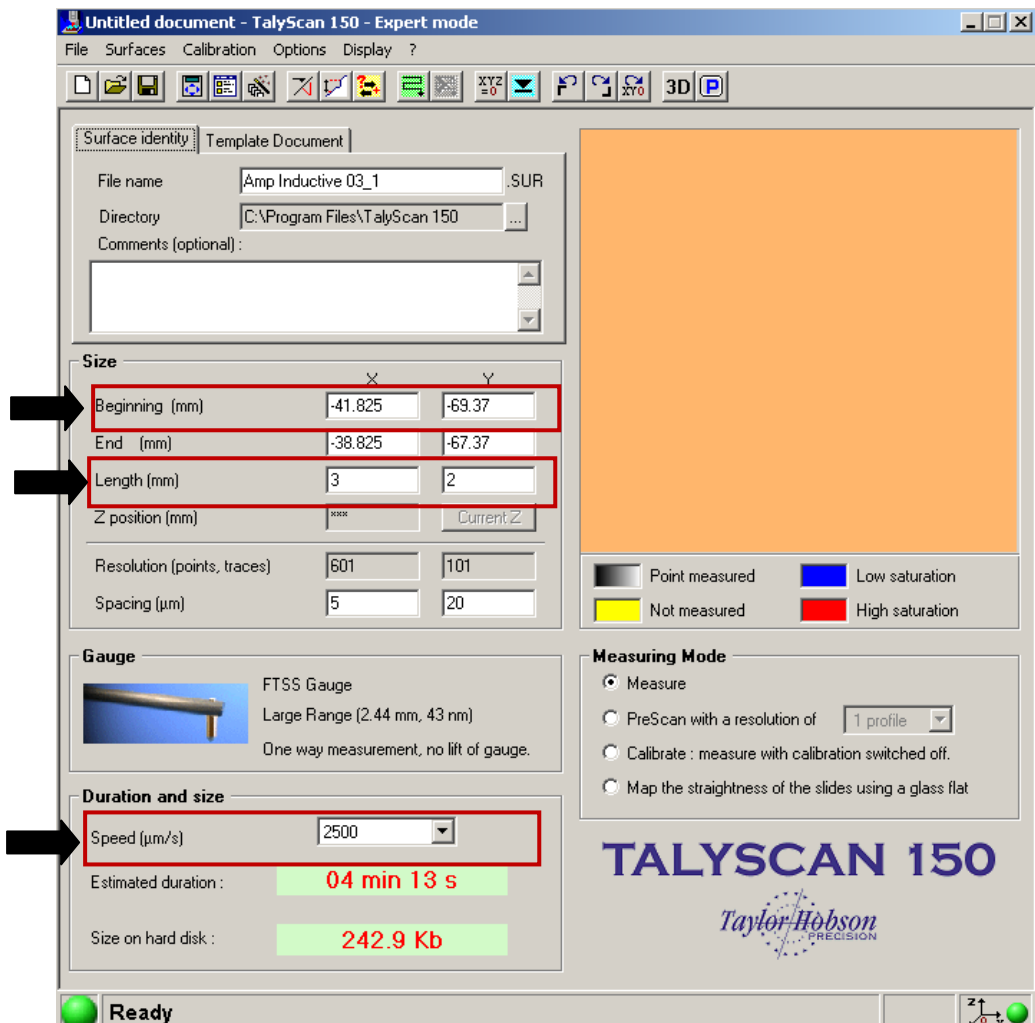 Untitled document - TalyScan 150 - Expert mode
File Surfaces Calibration Options Display ?
XYZ =0 XY0 3D P
Surface identity Template Document
File name Amp Inductive 03_1 .SUR
Directory C:\Program Files\TalyScan 150 ...
Comments (optional) :
Size
X Y
Beginning (mm) -41.825 -69.37
End (mm) -38.825 -67.37
Length (mm) 3 2
Z position (mm) *** Current Z
Resolution (points, traces) 601 101
Spacing (µm) 5 20
Point measured Low saturation
Not measured High saturation
Gauge
FTSS Gauge
Large Range (2.44 mm, 43 nm)
One way measurement, no lift of gauge.
Measuring Mode
Measure
PreScan with a resolution of 1 profile
Calibrate : measure with calibration switched off.
Map the straightness of the slides using a glass flat
Duration and size
Speed (µm/s) 2500
Estimated duration : 04 min 13 s
Size on hard disk : 242.9 Kb
TALYSCAN 150
Taylor Hobson
PRECISION
Ready